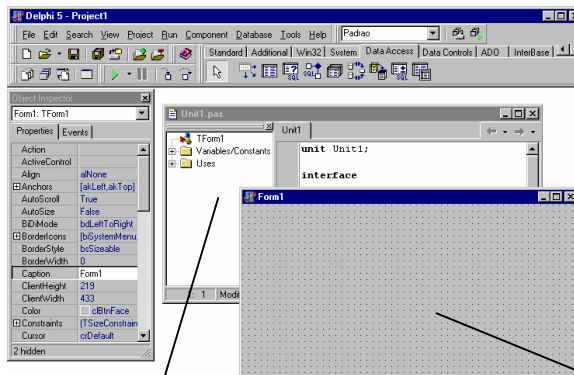 Delphi 5 - Project1
File Edit Search View Project Run Component Database Tools Help Padrao
Standard Additional Win32 System Data Access Data Controls ADO InterBase
Object Inspector
Form1: TForm1
Properties Events
Action
ActiveControl
Align alNone
Anchors [akLeft,akTop]
AutoScroll True
AutoSize False
BiDiMode bdLeftToRight
BorderIcons [biSystemMenu,
BorderStyle bsSizeable
BorderWidth 0
Caption Form1
ClientHeight 219
ClientWidth 433
Color clBtnFace
Constraints (TSizeConstrain
Cursor crDefault
2 hidden
Unit1.pas
TForm1
Variables/Constants
Uses
Unit1
unit Unit1;
interface
1: 1 Modi
Form1